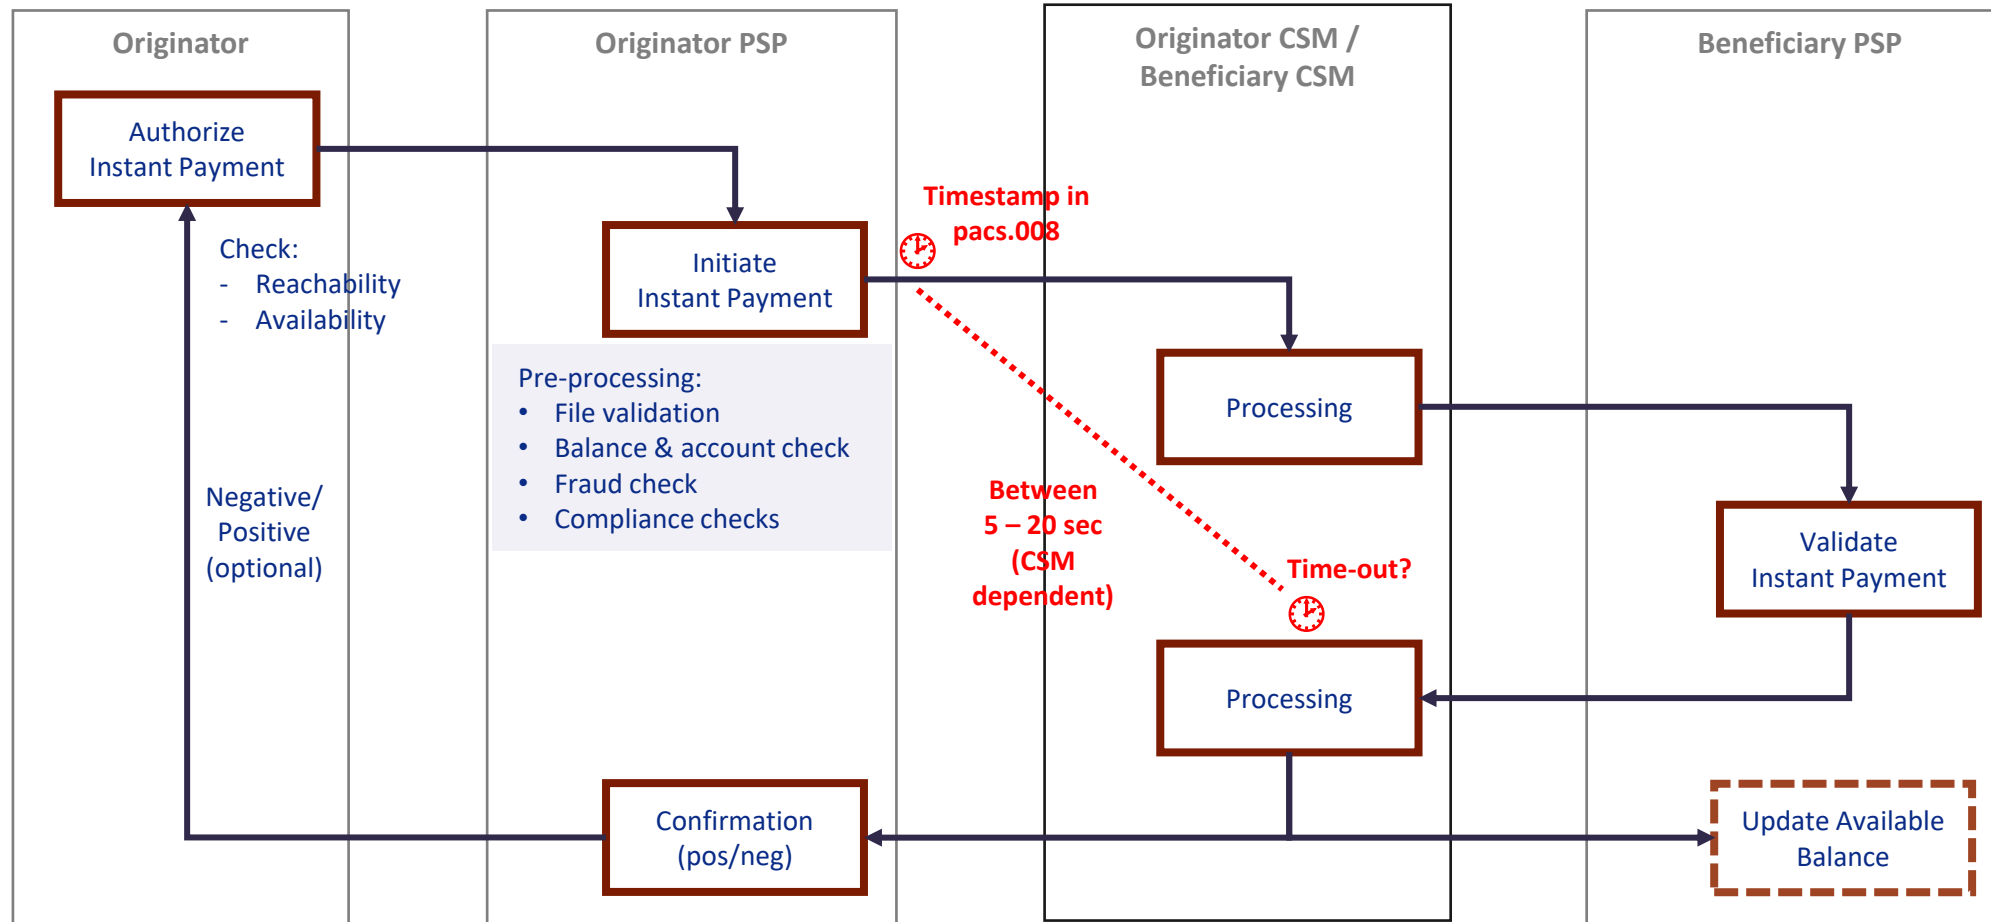 Originator
Originator PSP
Originator CSM /
Beneficiary CSM
Beneficiary PSP
Authorize
Instant Payment
Check:
- Reachability
- Availability
Negative/
Positive
(optional)
Initiate
Instant Payment
Pre-processing:
• File validation
• Balance & account check
• Fraud check
• Compliance checks
Timestamp in
pacs.008
Between
5 – 20 sec
(CSM
dependent)
Processing
Time-out?
Processing
Validate
Instant Payment
Confirmation
(pos/neg)
Update Available
Balance